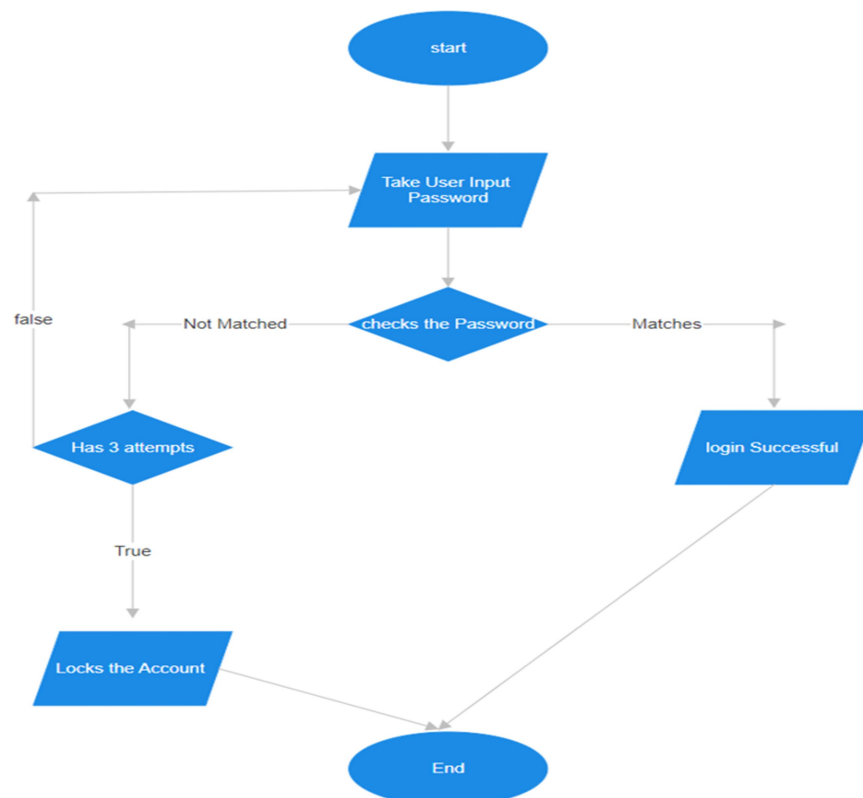 start
Take User Input
Password
false
Not Matched
checks the Password
Matches
Has 3 attempts
login Successful
True
Locks the Account
End